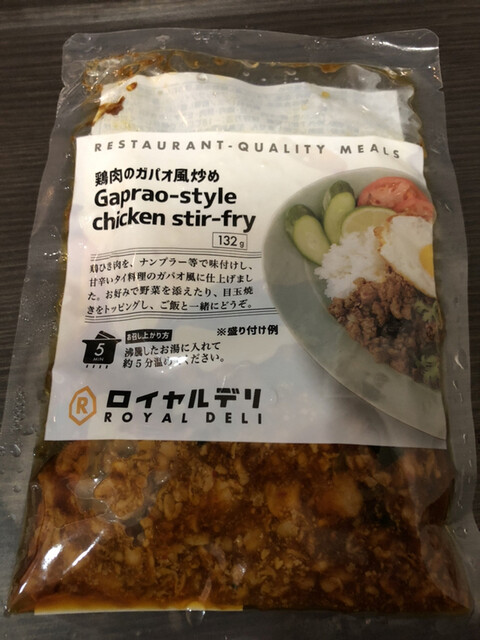 RESTAURANT-QUALITY MEALS
鶏肉のガパオ風炒め
Gaprao-style
chicken stir-fry
132g
鶏ひき肉を、ナンプラー等で味付けし、
甘辛いタイ料理のガパオ風に仕上げまし
た。お好みで野菜を添えたり、目玉焼
きをトッピングし、ご飯と一緒にどうぞ。
※盛り付け例
お召し上がり方
5
MIN
沸騰したお湯に入れて
約5分温めください。
R
ロイヤルデリ
ROYAL DELI